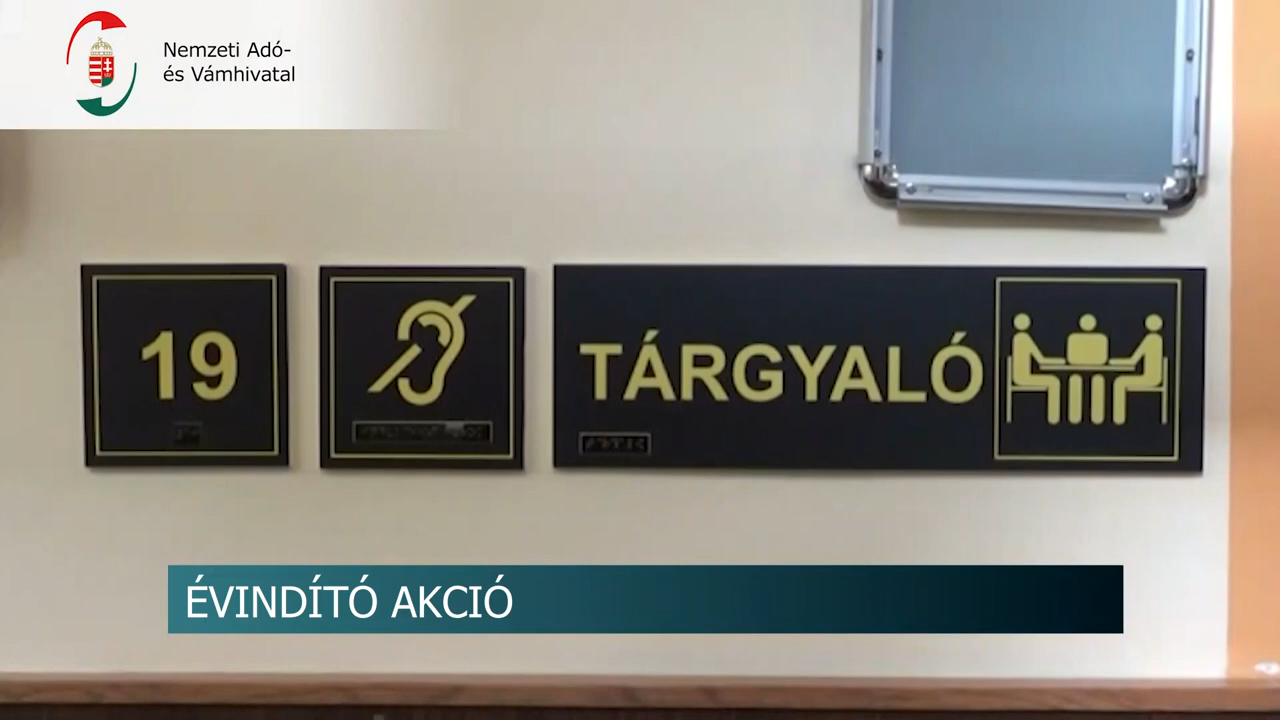 Nemzeti Adó-
és Vámhivatal
19
TÁRGYALÓ
ÉVINDÍTÓ AKCIÓ